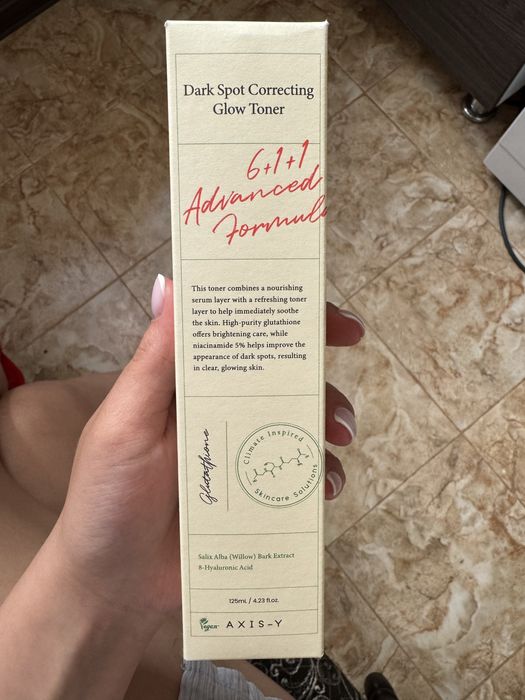 Dark Spot Correcting
Glow Toner
6+1+1
Advanced
Formula
This toner combines a nourishing
serum layer with a refreshing toner
layer to help immediately soothe
the skin. High-purity glutathione
offers brightening care, while
niacinamide 5% helps improve the
appearance of dark spots, resulting
in clear, glowing skin.
Glutathione
Climate Inspired
Skincare Solutions
Salix Alba (Willow) Bark Extract
8-Hyaluronic Acid
125ml / 4.23 fl.oz.
Vegan
AXIS-Y